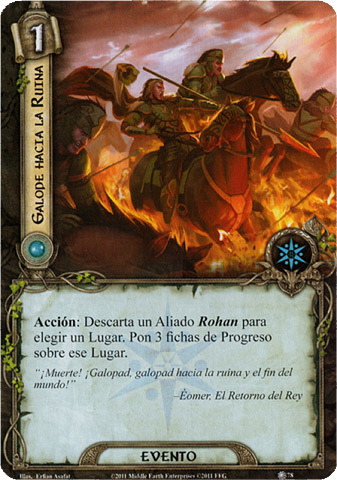 1
GALOPE HACIA LA RUINA
Acción: Descarta un Aliado Rohan para
elegir un Lugar. Pon 3 fichas de Progreso
sobre ese Lugar.
“¡Muerte! ¡Galopad, galopad hacia la ruina y el fin del
mundo!”
–Éomer, El Retorno del Rey
EVENTO
Illus. Erfian Asafat
©2011 Middle Earth Enterprises ©2011 FFG
78